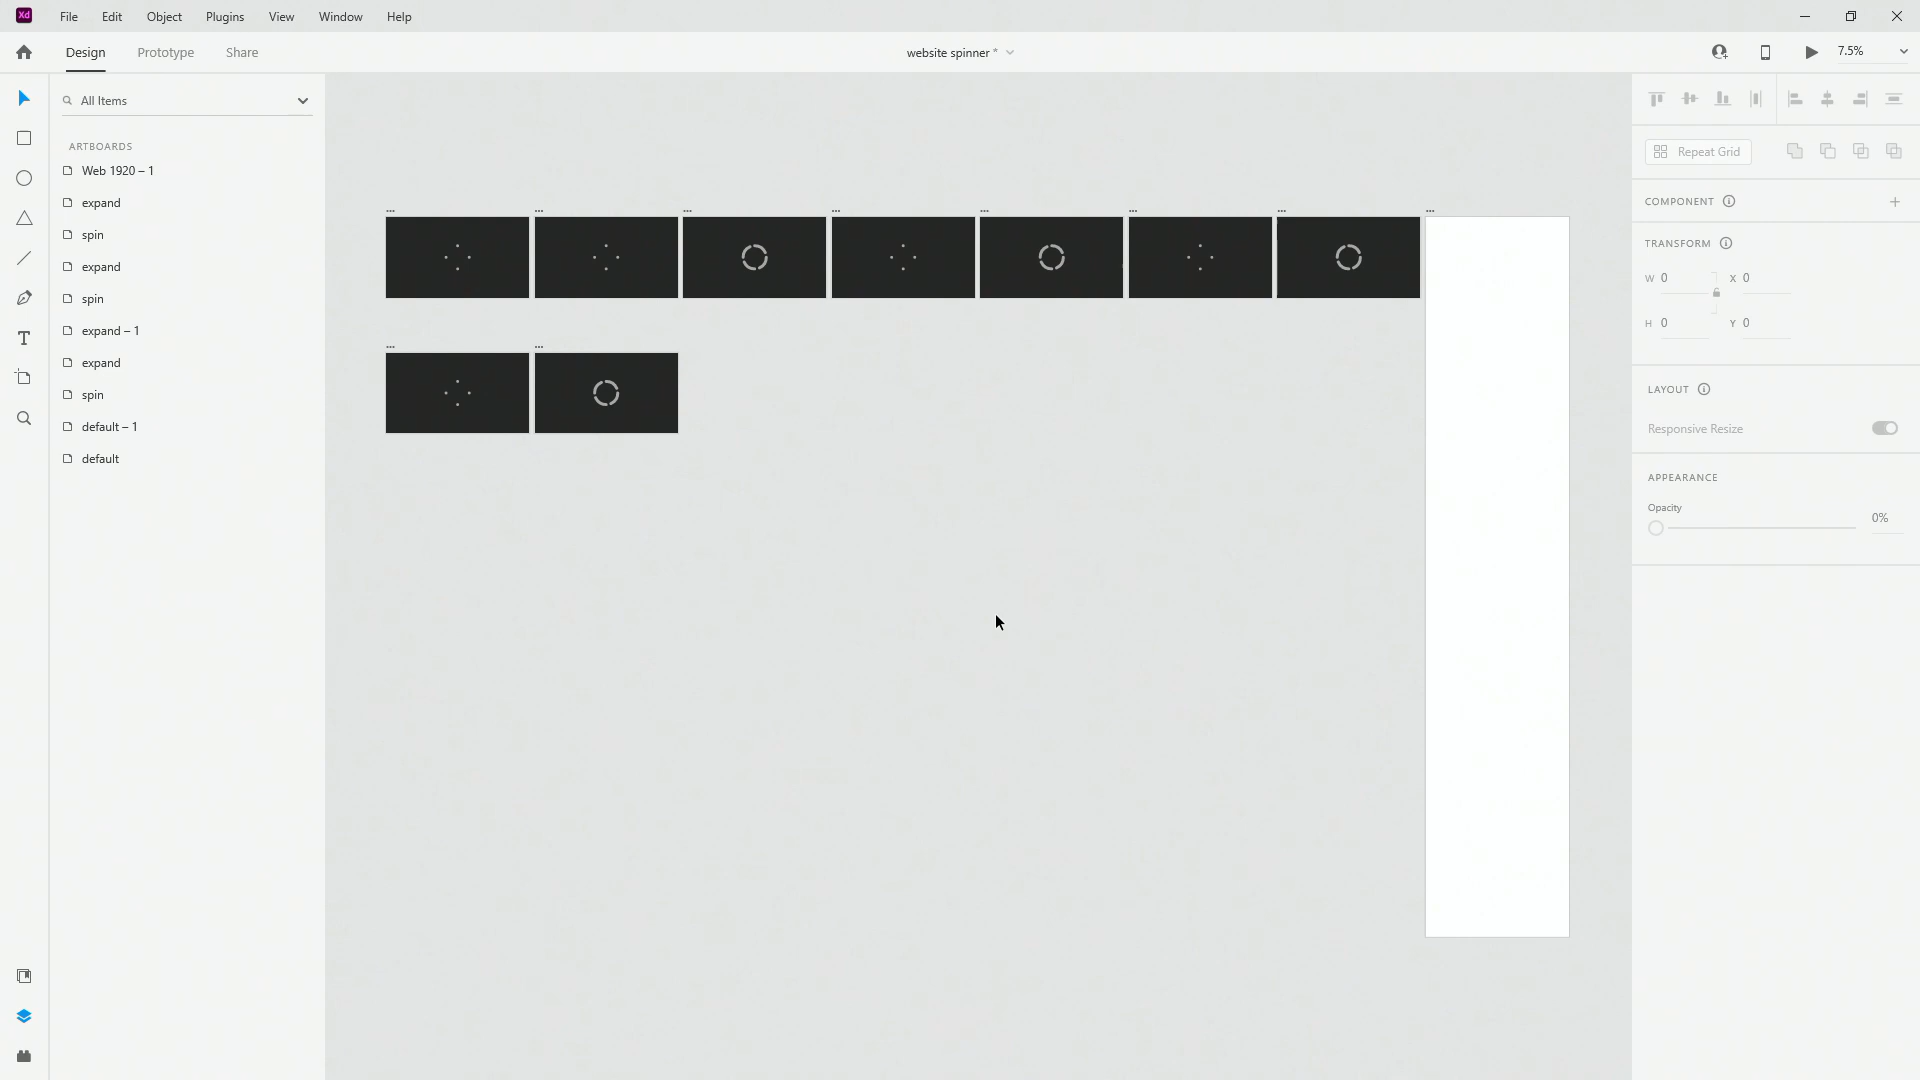 Xd File Edit Object Plugins View Window Help
Design Prototype Share website spinner * 7.5%
All Items
ARTBOARDS
Web 1920 – 1
expand
spin
expand
spin
expand – 1
expand
spin
default – 1
default
...
...
...
...
...
...
...
...
...
...
Repeat Grid
COMPONENT
TRANSFORM
W 0 X 0
H 0 Y 0
LAYOUT
Responsive Resize
APPEARANCE
Opacity
0%